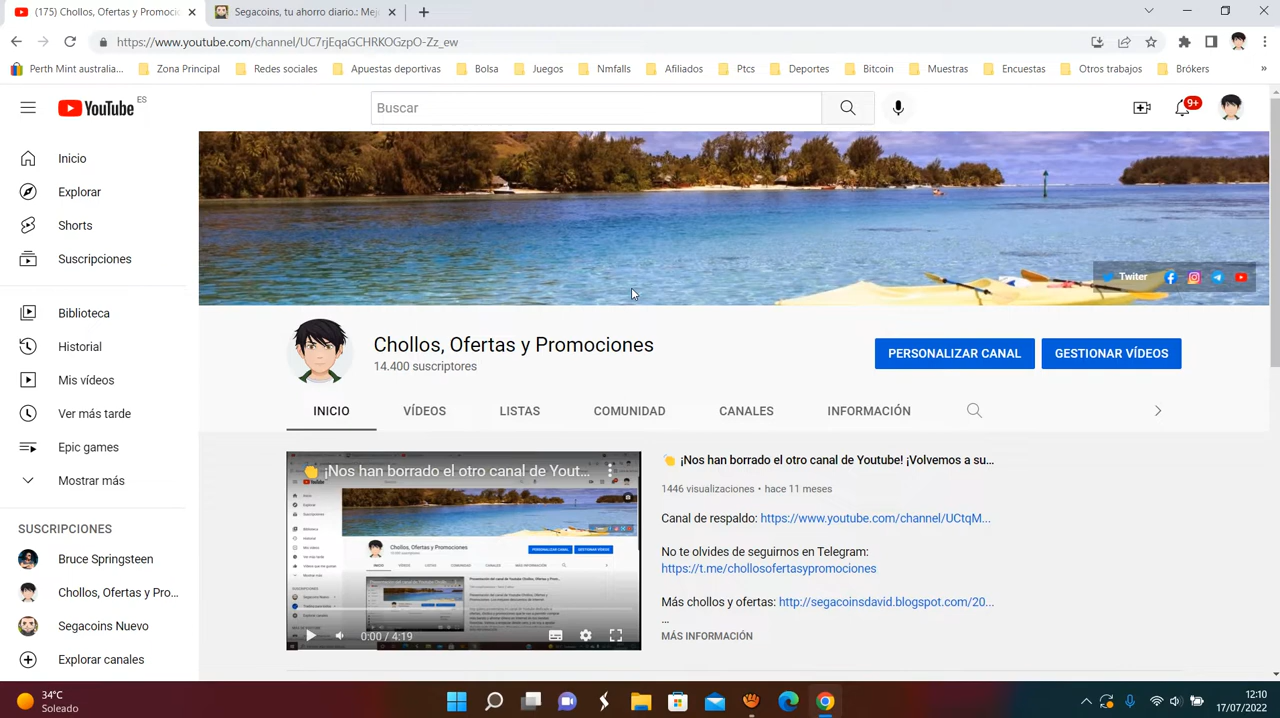 (175) Chollos, Ofertas y Promoci
Segacoins, tu ahorro diario.: Mej
https://www.youtube.com/channel/UC7rjEqaGCHRKOGzpO-Zz_ew
Perth Mint australia...
Zona Principal
Redes sociales
Apuestas deportivas
Bolsa
Juegos
Nmfalls
Afiliados
Ptcs
Deportes
Bitcoin
Muestras
Encuestas
Otros trabajos
Brókers
»
YouTube ES
Buscar
9+
Inicio
Explorar
Shorts
Suscripciones
Biblioteca
Historial
Mis vídeos
Ver más tarde
Epic games
Mostrar más
SUSCRIPCIONES
Bruce Springsteen
Chollos, Ofertas y Pro...
Segacoins Nuevo
Explorar canales
Twiter
Chollos, Ofertas y Promociones
14.400 suscriptores
PERSONALIZAR CANAL
GESTIONAR VÍDEOS
INICIO
VÍDEOS
LISTAS
COMUNIDAD
CANALES
INFORMACIÓN
👏 ¡Nos han borrado el otro canal de Yout...
Chollos, Ofertas y Promociones
0:00 / 4:19
👏 ¡Nos han borrado el otro canal de Youtube! ¡Volvemos a su...
1446 visualizaciones • hace 11 meses
Canal de respaldo: https://www.youtube.com/channel/UCtqM...
No te olvides de seguirnos en Telegram:
https://t.me/chollosofertasypromociones
Más chollos y ofertas: http://segacoinsdavid.blogspot.com/20...
...
MÁS INFORMACIÓN
34°C
Soleado
12:10
17/07/2022